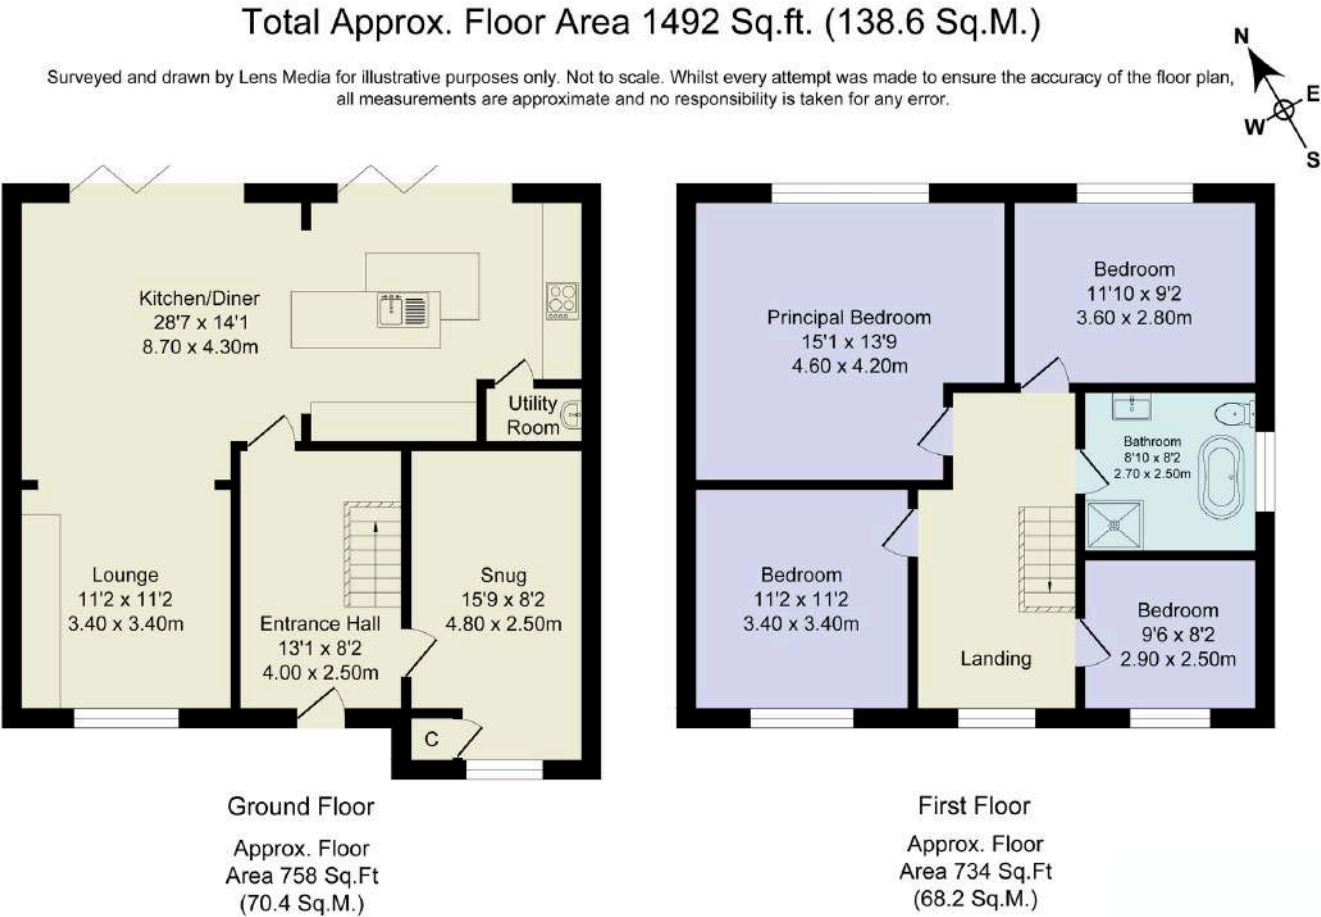 Total Approx. Floor Area 1492 Sq.ft. (138.6 Sq.M.)
Surveyed and drawn by Lens Media for illustrative purposes only. Not to scale. Whilst every attempt was made to ensure the accuracy of the floor plan,
all measurements are approximate and no responsibility is taken for any error.
N
E
W
S
Kitchen/Diner
28'7 x 14'1
8.70 x 4.30m
Utility
Room
Lounge
11'2 x 11'2
3.40 x 3.40m
Entrance Hall
13'1 x 8'2
4.00 x 2.50m
Snug
15'9 x 8'2
4.80 x 2.50m
C
Ground Floor
Approx. Floor
Area 758 Sq.Ft
(70.4 Sq.M.)
Principal Bedroom
15'1 x 13'9
4.60 x 4.20m
Bedroom
11'10 x 9'2
3.60 x 2.80m
Bathroom
8'10 x 8'2
2.70 x 2.50m
Bedroom
11'2 x 11'2
3.40 x 3.40m
Landing
Bedroom
9'6 x 8'2
2.90 x 2.50m
First Floor
Approx. Floor
Area 734 Sq.Ft
(68.2 Sq.M.)